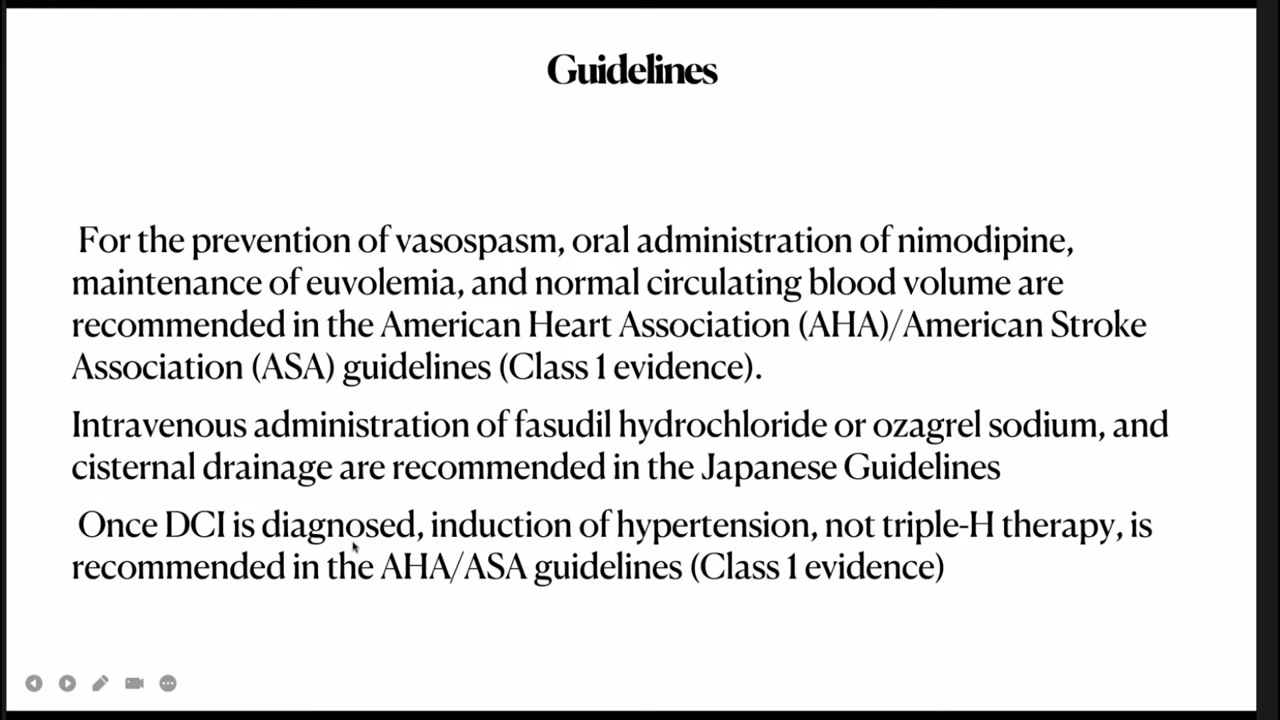 Guidelines
For the prevention of vasospasm, oral administration of nimodipine,
maintenance of euvolemia, and normal circulating blood volume are
recommended in the American Heart Association (AHA)/American Stroke
Association (ASA) guidelines (Class 1 evidence).
Intravenous administration of fasudil hydrochloride or ozagrel sodium, and
cisternal drainage are recommended in the Japanese Guidelines
Once DCI is diagnosed, induction of hypertension, not triple-H therapy, is
recommended in the AHA/ASA guidelines (Class 1 evidence)